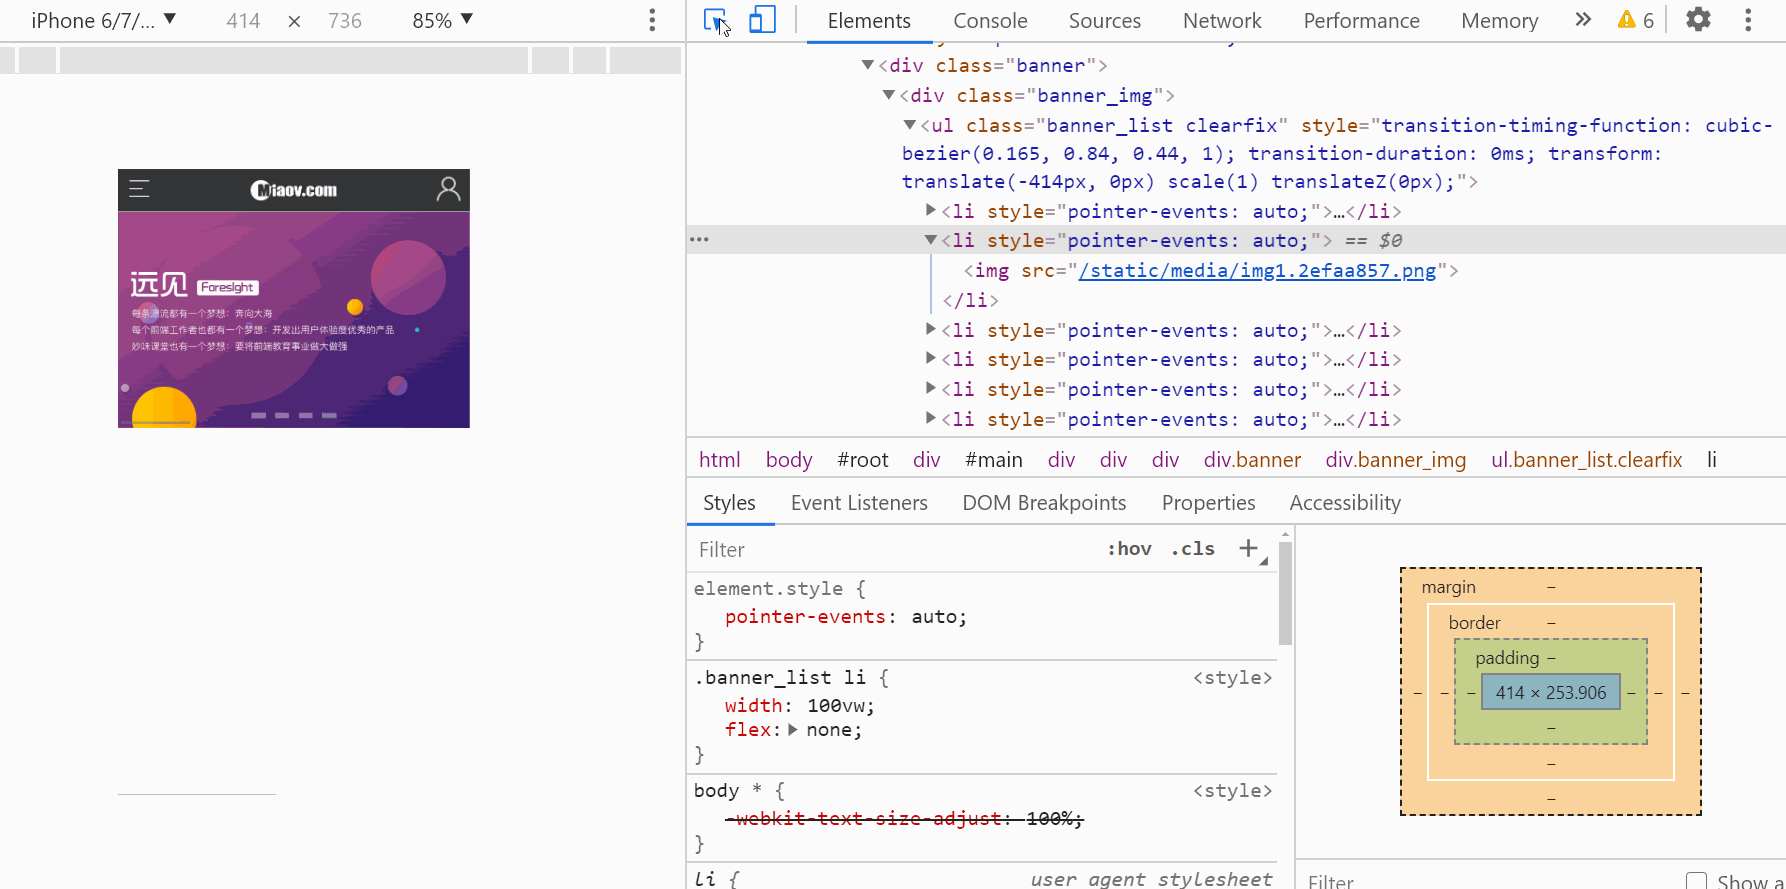 iPhone 6/7/... ▼ 414 × 736 85% ▼
Elements Console Sources Network Performance Memory » 6
▼<div class="banner">
▼<div class="banner_img">
▼<ul class="banner_list clearfix" style="transition-timing-function: cubic-
bezier(0.165, 0.84, 0.44, 1); transition-duration: 0ms; transform:
translate(-414px, 0px) scale(1) translateZ(0px);">
▶<li style="pointer-events: auto;">…</li>
… ▼<li style="pointer-events: auto;"> == $0
<img src="/static/media/img1.2efaa857.png">
</li>
▶<li style="pointer-events: auto;">…</li>
▶<li style="pointer-events: auto;">…</li>
▶<li style="pointer-events: auto;">…</li>
▶<li style="pointer-events: auto;">…</li>
html body #root div #main div div div div.banner div.banner_img ul.banner_list.clearfix li
Miaov.com
远见 Foresight
每条溪流都有一个梦想：奔向大海
每个前端工作者也都有一个梦想：开发出用户体验度优秀的产品
妙味课堂也有一个梦想：要将前端教育事业做大做强
Styles Event Listeners DOM Breakpoints Properties Accessibility
Filter :hov .cls +
element.style {
pointer-events: auto;
}
.banner_list li { <style>
width: 100vw;
flex:▶ none;
}
body * { <style>
-webkit-text-size-adjust: 100%;
}
li { user agent stylesheet
margin –
border –
padding –
– – – 414 × 253.906 – – –
–
–
–
Filter Show a